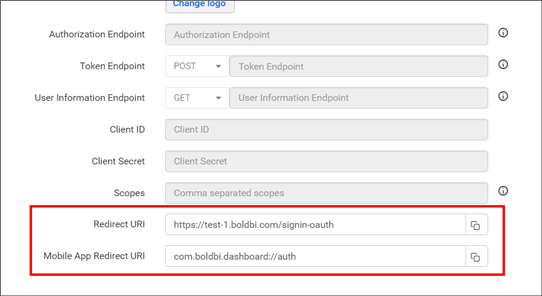 Change logo
Authorization Endpoint Authorization Endpoint
Token Endpoint POST Token Endpoint
User Information Endpoint GET User Information Endpoint
Client ID Client ID
Client Secret Client Secret
Scopes Comma separated scopes
Redirect URI https://test-1.boldbi.com/signin-oauth
Mobile App Redirect URI com.boldbi.dashboard://auth